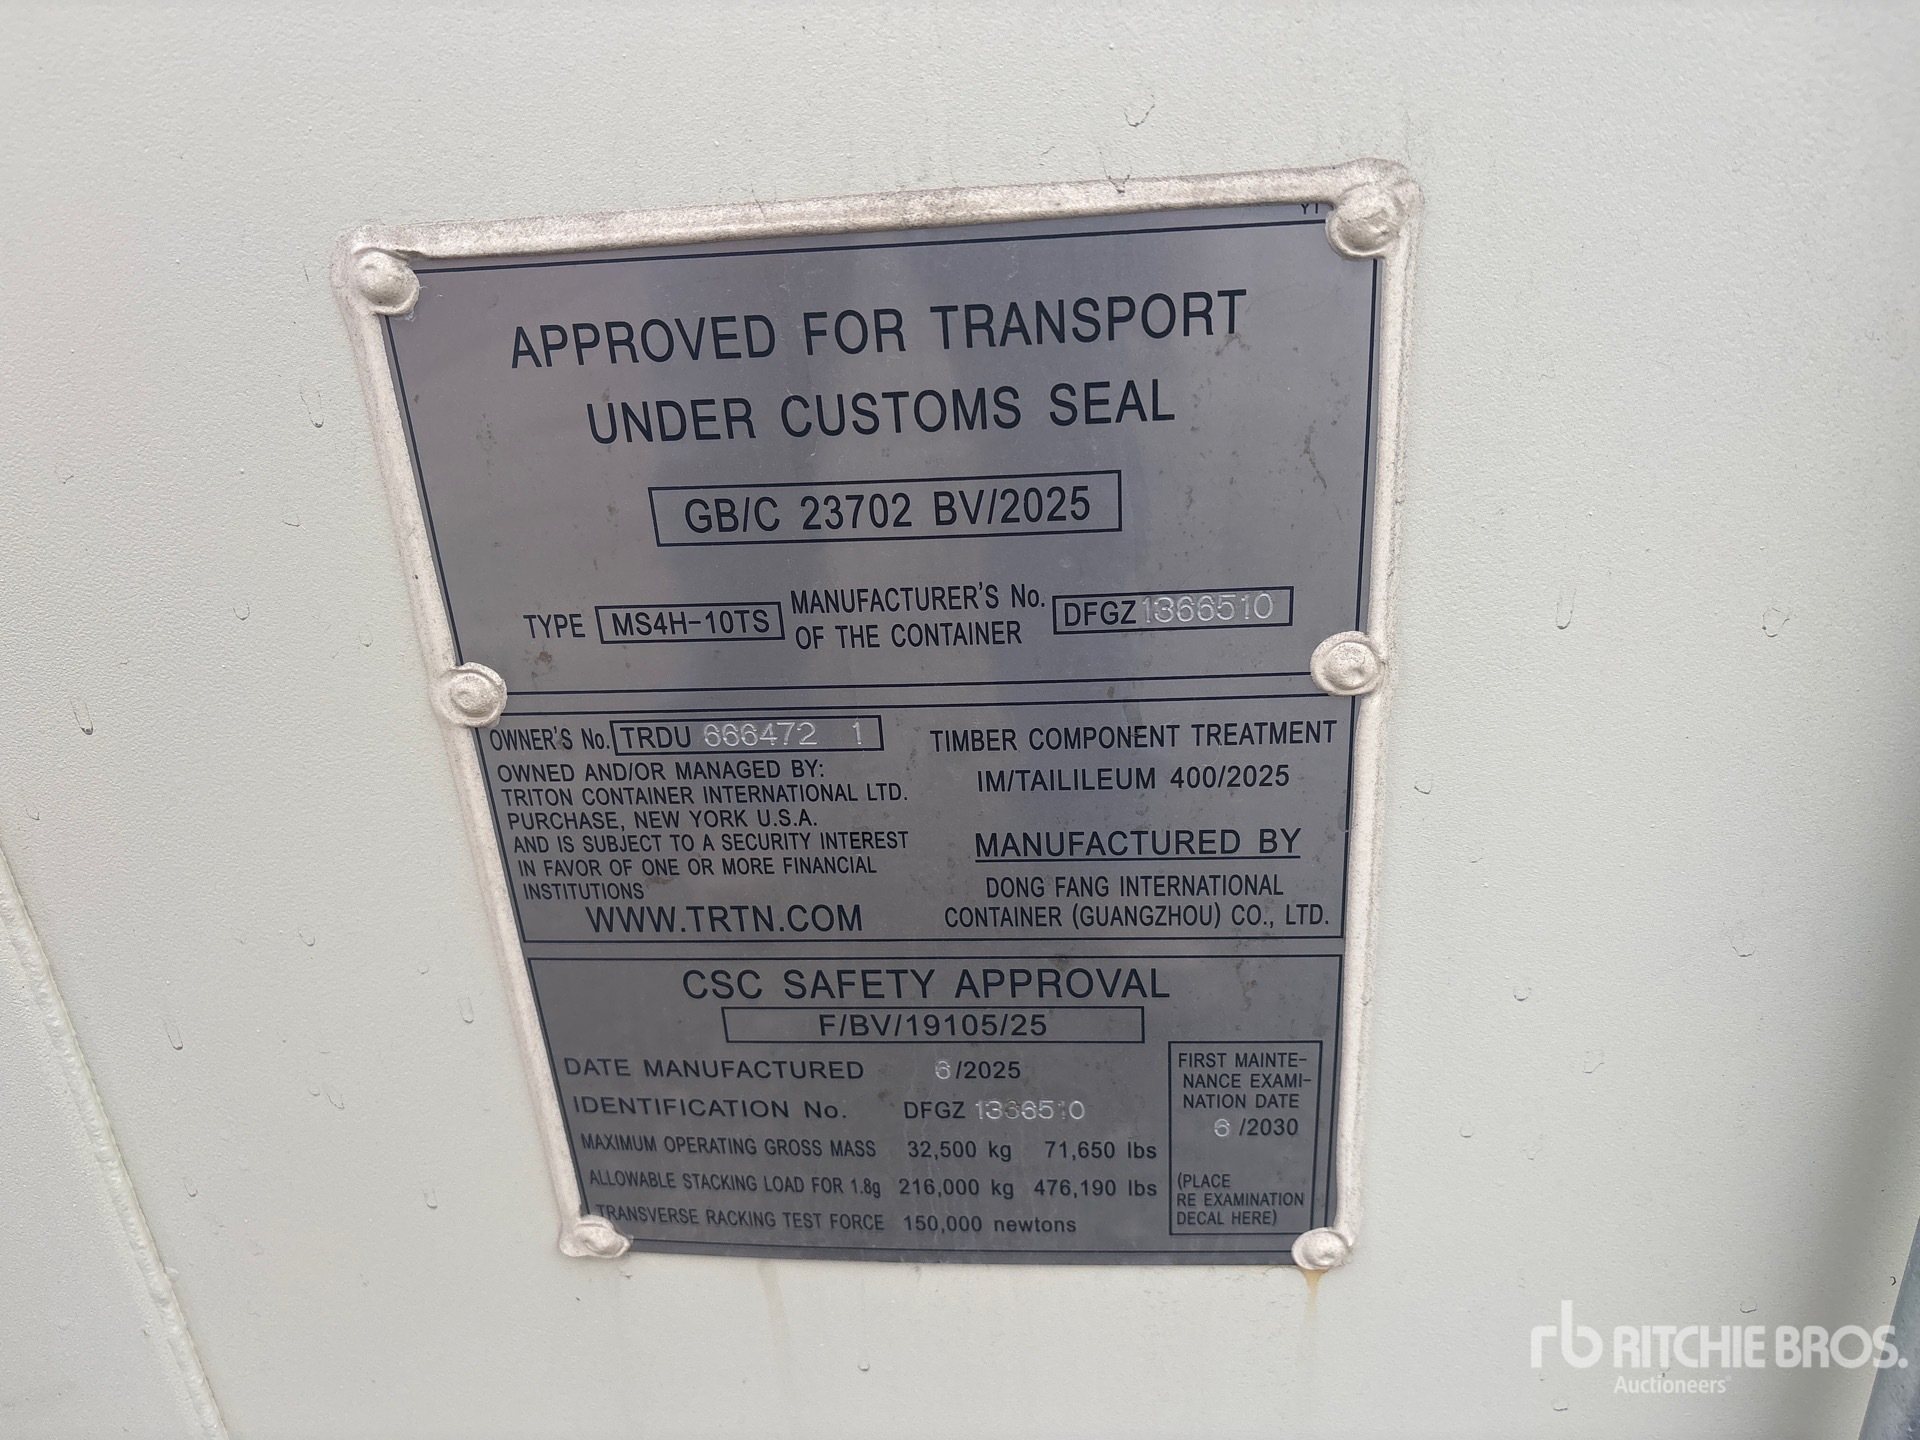 YT
APPROVED FOR TRANSPORT
UNDER CUSTOMS SEAL
GB/C 23702 BV/2025
TYPE MS4H-10TS MANUFACTURER'S No. OF THE CONTAINER DFGZ 1366510
OWNER'S No. TRDU 666472 1
OWNED AND/OR MANAGED BY:
TRITON CONTAINER INTERNATIONAL LTD.
PURCHASE, NEW YORK U.S.A.
AND IS SUBJECT TO A SECURITY INTEREST
IN FAVOR OF ONE OR MORE FINANCIAL
INSTITUTIONS
WWW.TRTN.COM
TIMBER COMPONENT TREATMENT
IM/TAILILEUM 400/2025
MANUFACTURED BY
DONG FANG INTERNATIONAL
CONTAINER (GUANGZHOU) CO., LTD.
CSC SAFETY APPROVAL
F/BV/19105/25
DATE MANUFACTURED 6/2025
IDENTIFICATION No. DFGZ 1366510
MAXIMUM OPERATING GROSS MASS 32,500 kg 71,650 lbs
ALLOWABLE STACKING LOAD FOR 1.8g 216,000 kg 476,190 lbs
TRANSVERSE RACKING TEST FORCE 150,000 newtons
FIRST MAINTE-
NANCE EXAMI-
NATION DATE
6 /2030
(PLACE
RE EXAMINATION
DECAL HERE)
rb RITCHIE BROS.
Auctioneers